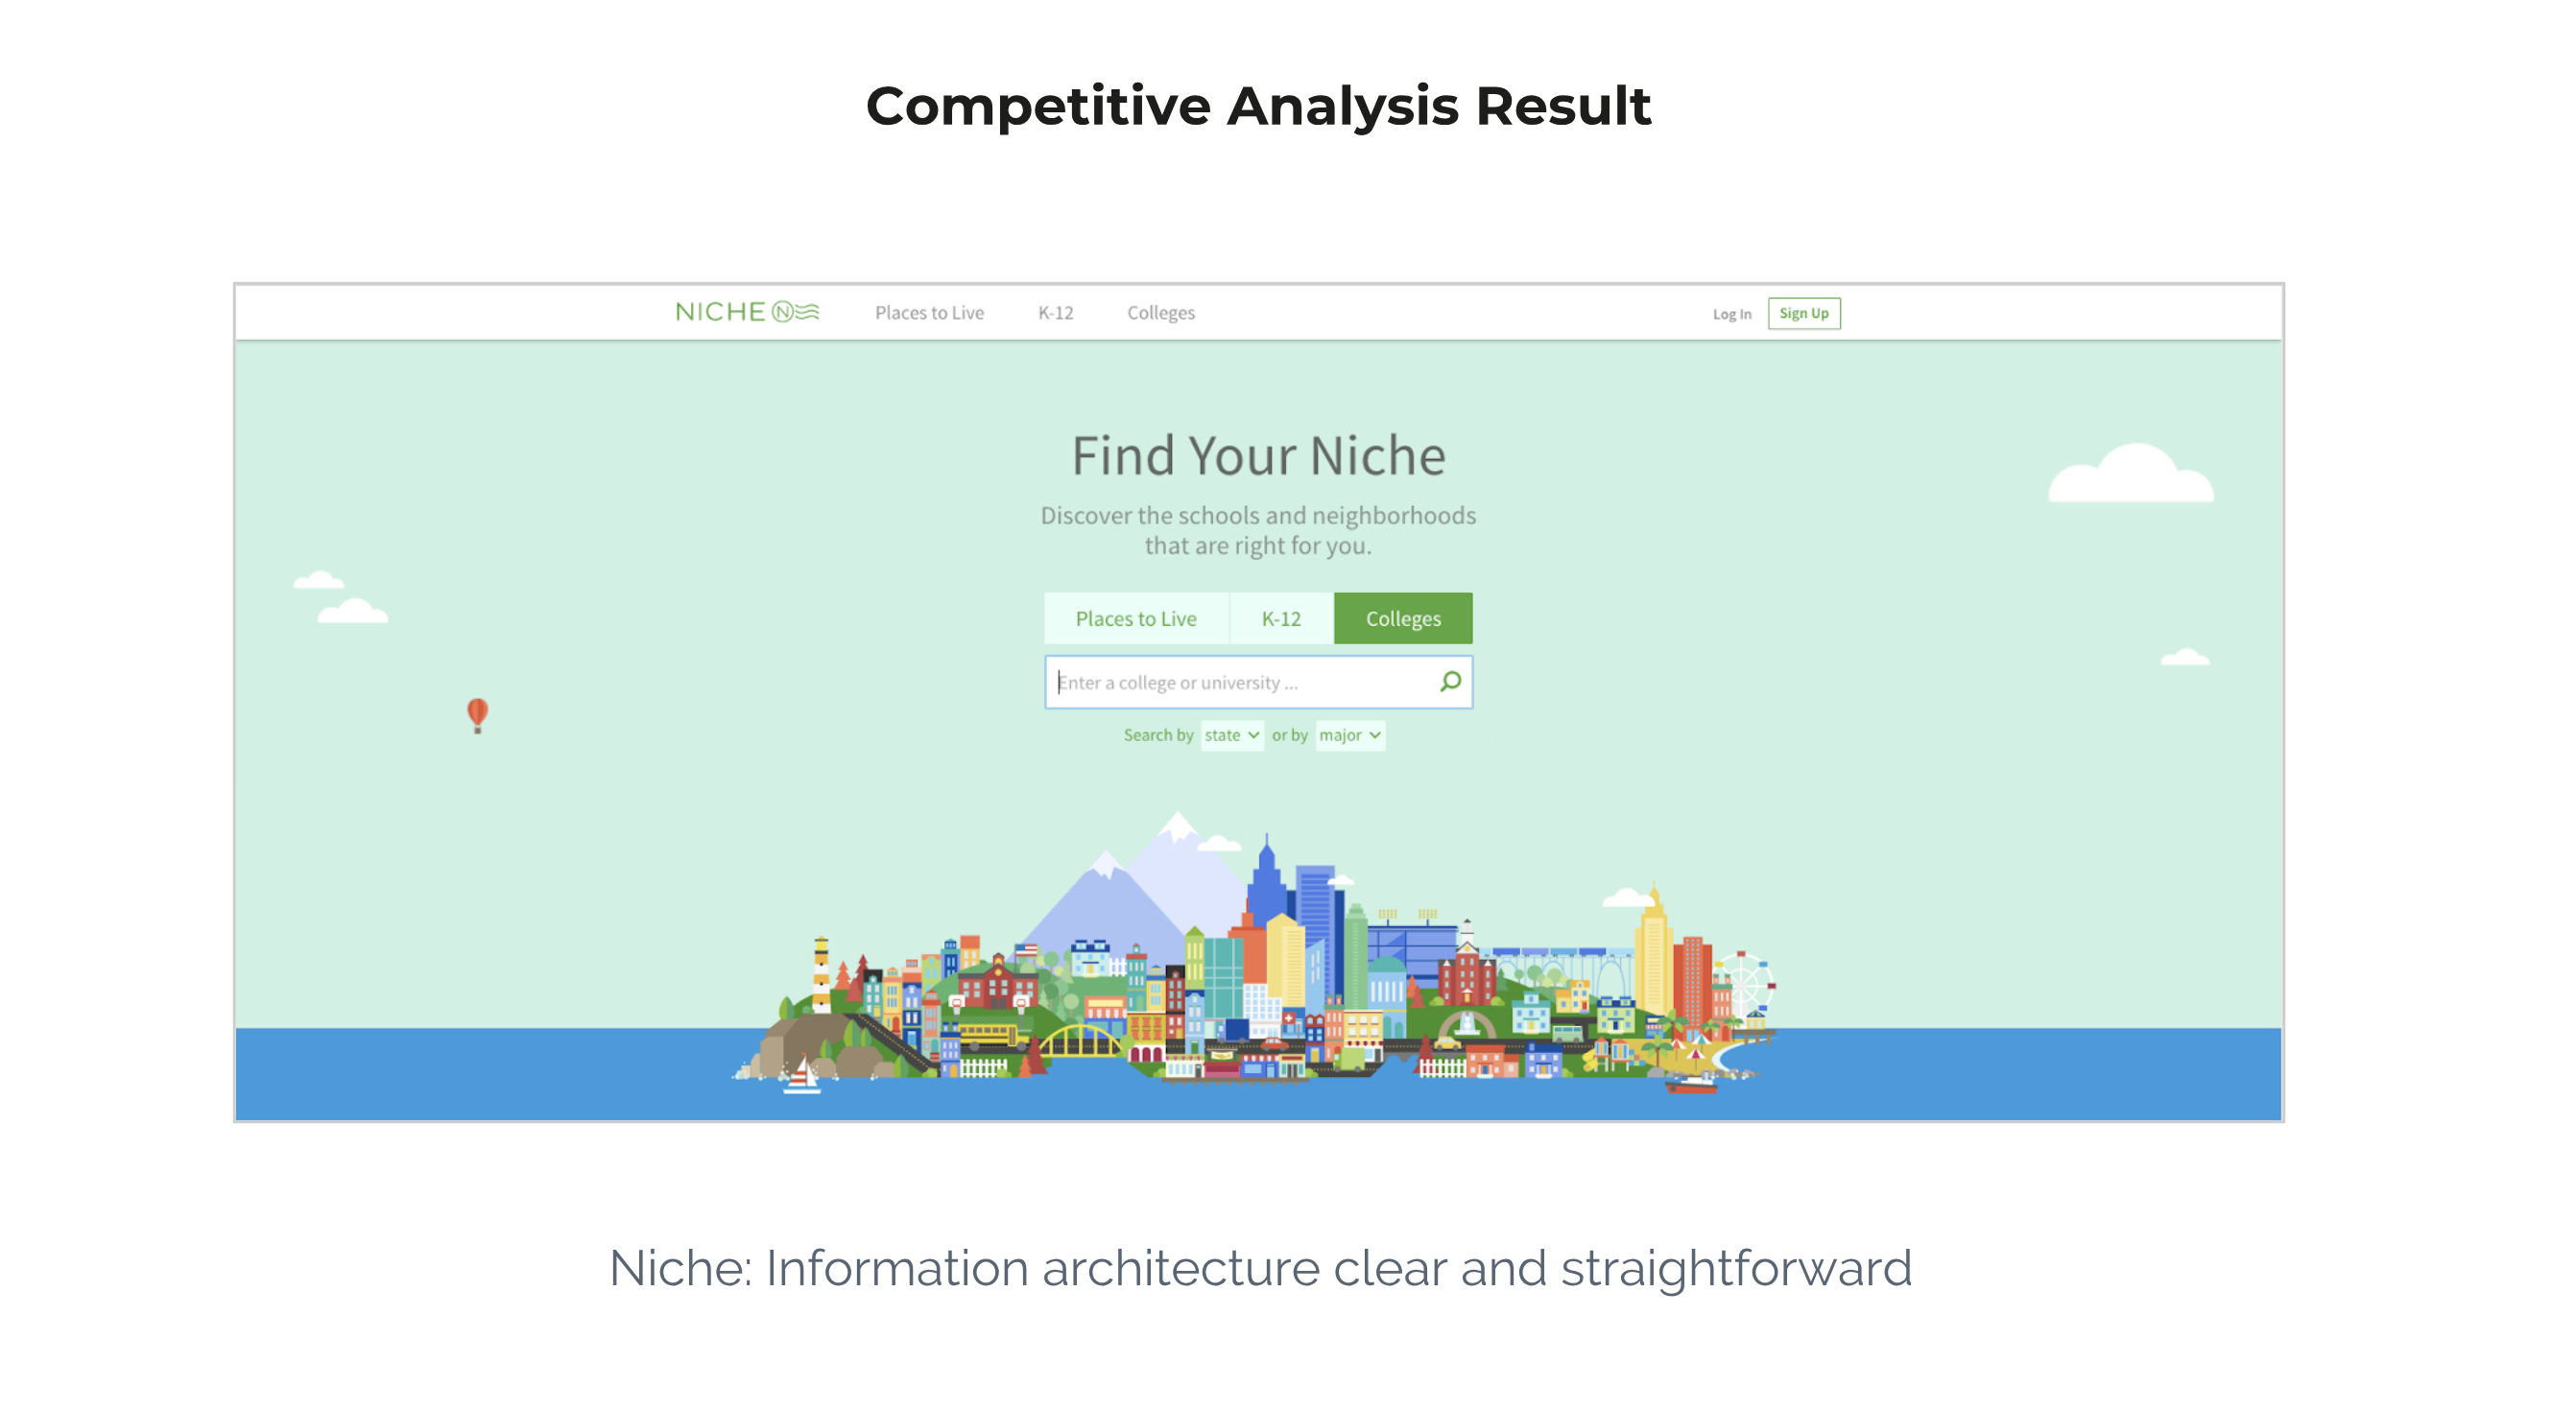 Competitive Analysis Result
NICHE N
Places to Live
K-12
Colleges
Log In
Sign Up
Find Your Niche
Discover the schools and neighborhoods
that are right for you.
Places to Live
K-12
Colleges
Enter a college or university ...
Search by state or by major
Niche: Information architecture clear and straightforward